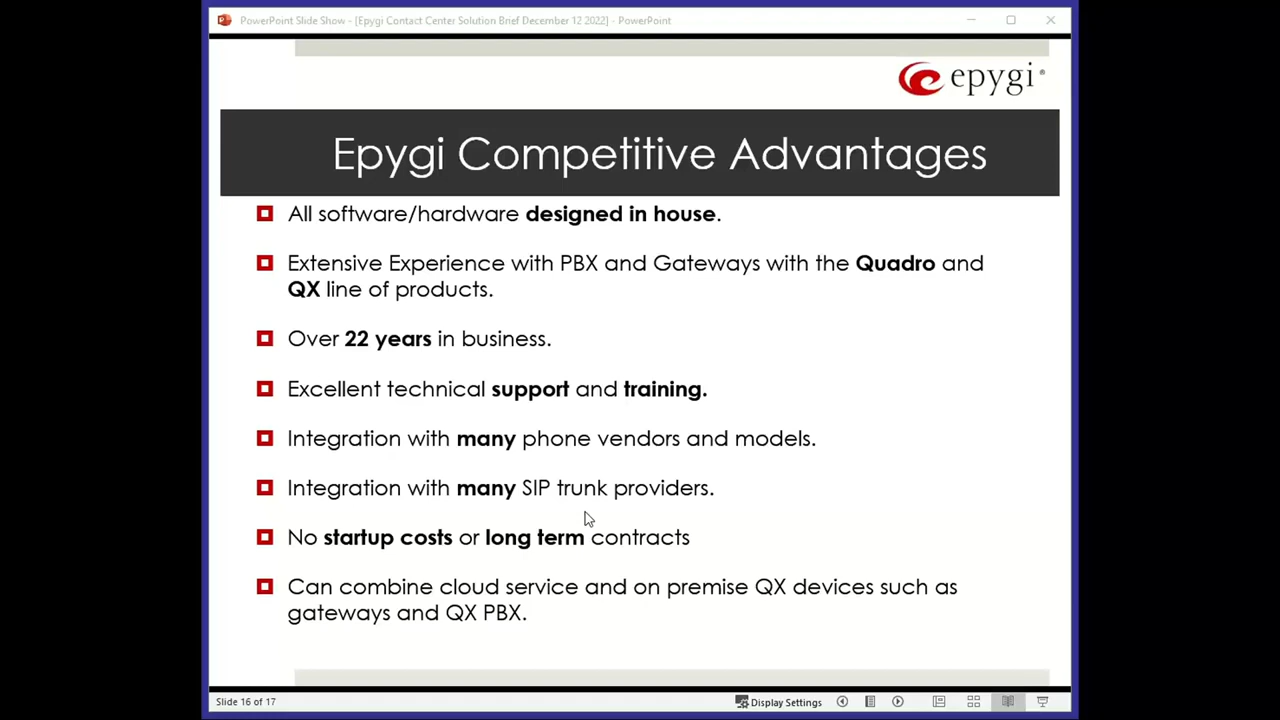 PowerPoint Slide Show - [Epygi Contact Center Solution Brief December 12 2022] - PowerPoint
epygi®
Epygi Competitive Advantages
All software/hardware designed in house.
Extensive Experience with PBX and Gateways with the Quadro and
QX line of products.
Over 22 years in business.
Excellent technical support and training.
Integration with many phone vendors and models.
Integration with many SIP trunk providers.
No startup costs or long term contracts
Can combine cloud service and on premise QX devices such as
gateways and QX PBX.
Slide 16 of 17
Display Settings